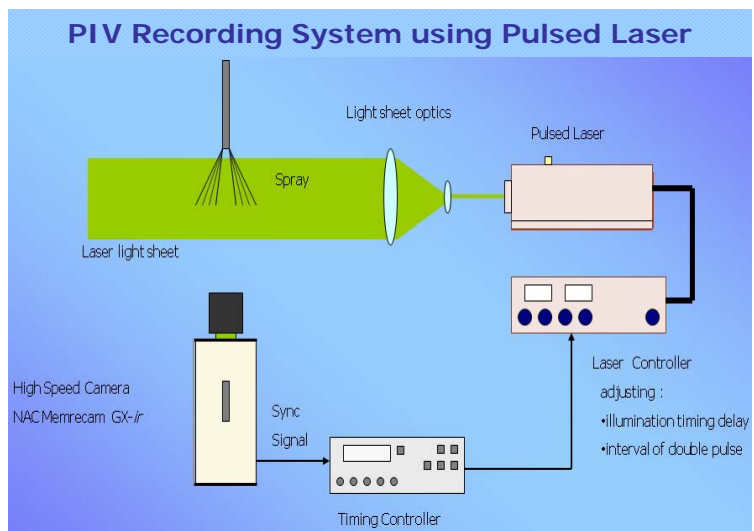 PIV Recording System using Pulsed Laser
Light sheet optics
Pulsed Laser
Spray
Laser light sheet
High Speed Camera
NAC Memrecam GX-ir
Sync
Signal
Laser Controller
adjusting :
•illumination timing delay
•interval of double pulse
Timing Controller